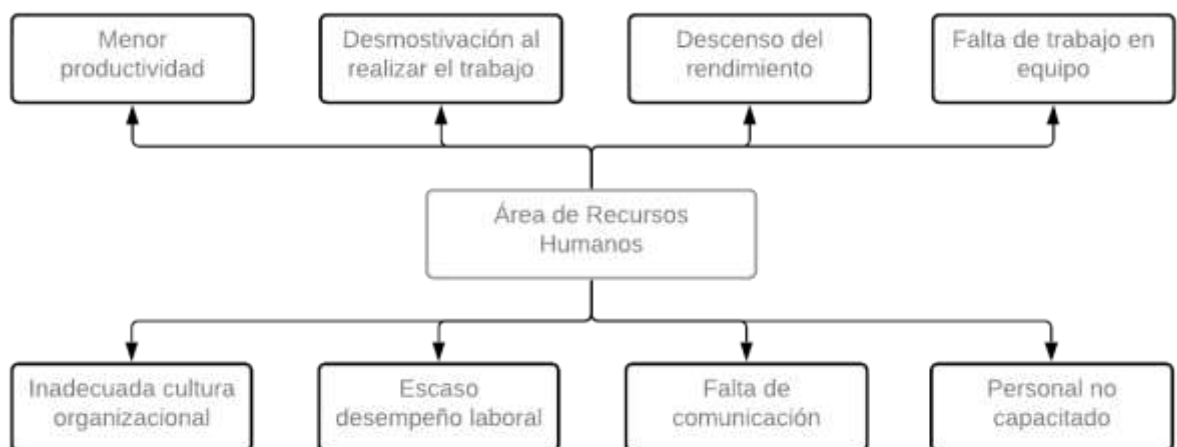 Menor
productividad
Desmostivación al
realizar el trabajo
Descenso del
rendimiento
Falta de trabajo en
equipo
Área de Recursos
Humanos
Inadecuada cultura
organizacional
Escaso
desempeño laboral
Falta de
comunicación
Personal no
capacitado